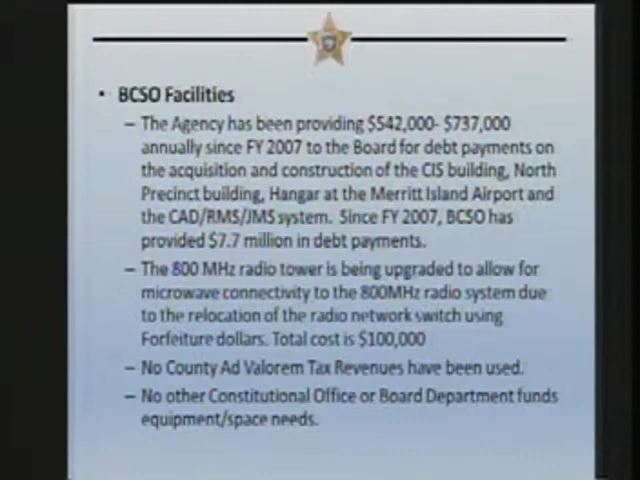 • BCSO Facilities
– The Agency has been providing $542,000- $737,000
annually since FY 2007 to the Board for debt payments on
the acquisition and construction of the CIS building, North
Precinct building, Hangar at the Merritt Island Airport and
the CAD/RMS/JMS system. Since FY 2007, BCSO has
provided $7.7 million in debt payments.
– The 800 MHz radio tower is being upgraded to allow for
microwave connectivity to the 800MHz radio system due
to the relocation of the radio network switch using
Forfeiture dollars. Total cost is $100,000
– No County Ad Valorem Tax Revenues have been used.
– No other Constitutional Office or Board Department funds
equipment/space needs.